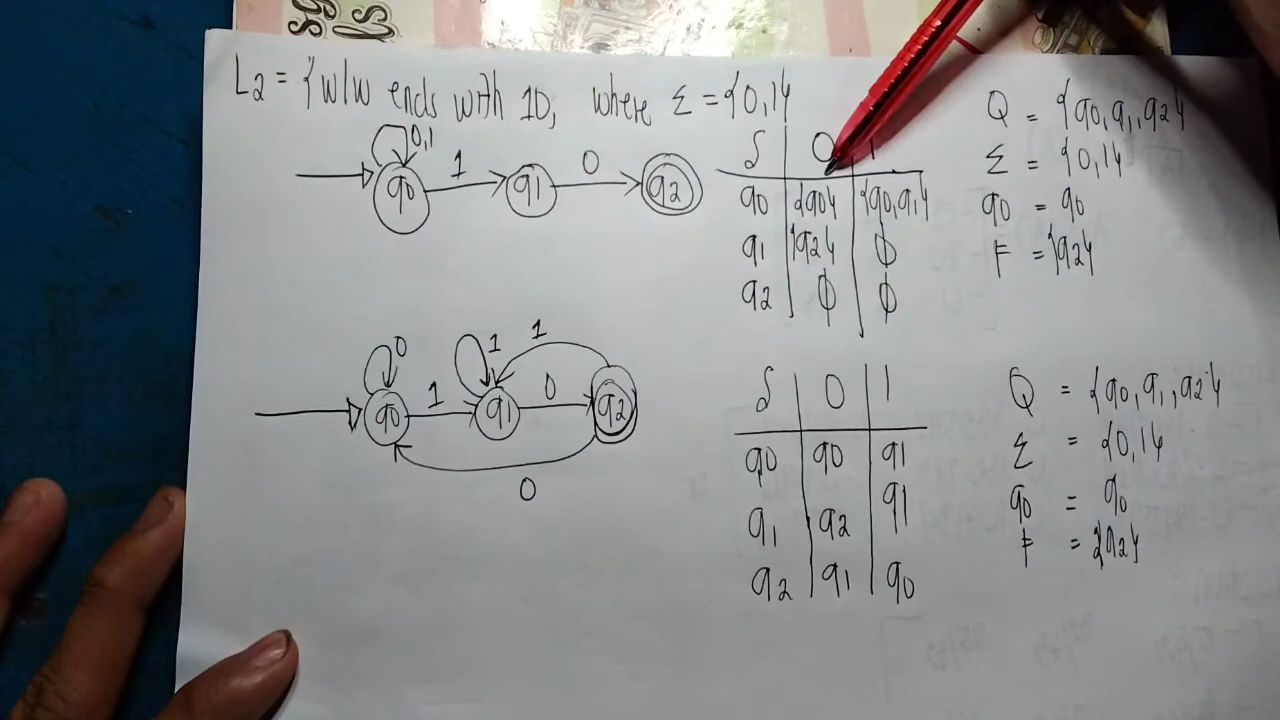 L2 = {w/w ends with 10, where Σ = {0,1}
0,1
q0 1 q1 0 q2
δ 0 1
q0 {q0} {q0,q1}
q1 {q2} ϕ
q2 ϕ ϕ
Q = {q0,q1,q2}
Σ = {0,1}
q0 = q0
F = {q2}
0 1 1
q0 1 q1 0 q2
0
δ 0 1
q0 q0 q1
q1 q2 q1
q2 q1 q0
Q = {q0,q1,q2}
Σ = {0,1}
q0 = q0
F = {q2}